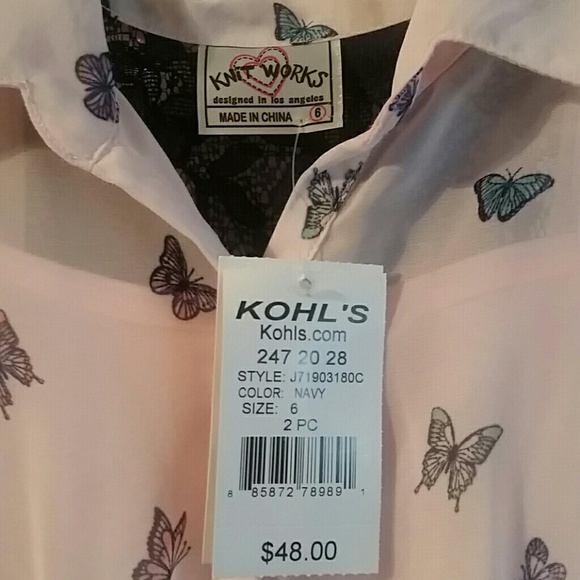 KNiT WORKS
designed in los angeles
MADE IN CHINA 6
KOHL'S
Kohls.com
247 20 28
STYLE: J71903180C
COLOR: NAVY
SIZE: 6
2 PC
8 85872 78989 1
$48.00